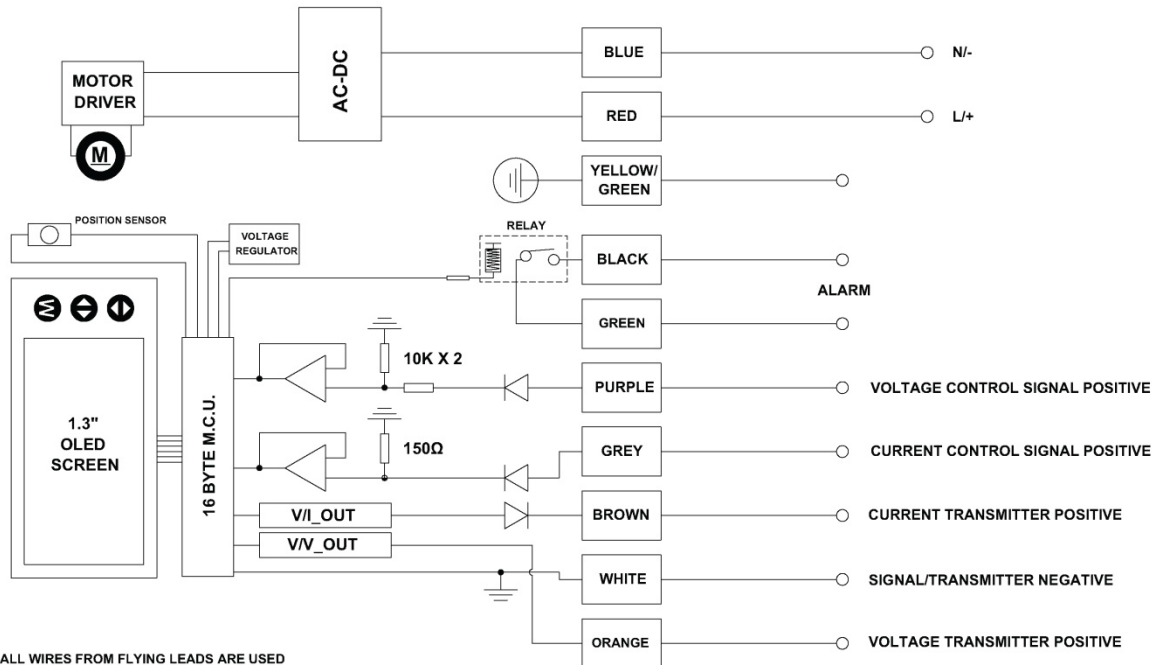 AC-DC
BLUE
N/-
MOTOR
DRIVER
RED
L/+
M
YELLOW/
GREEN
POSITION SENSOR
VOLTAGE
REGULATOR
RELAY
BLACK
ALARM
GREEN
10K X 2
PURPLE
VOLTAGE CONTROL SIGNAL POSITIVE
1.3"
OLED
SCREEN
16 BYTE M.C.U.
150Ω
GREY
CURRENT CONTROL SIGNAL POSITIVE
V/I_OUT
BROWN
CURRENT TRANSMITTER POSITIVE
V/V_OUT
WHITE
SIGNAL/TRANSMITTER NEGATIVE
ORANGE
VOLTAGE TRANSMITTER POSITIVE
ALL WIRES FROM FLYING LEADS ARE USED